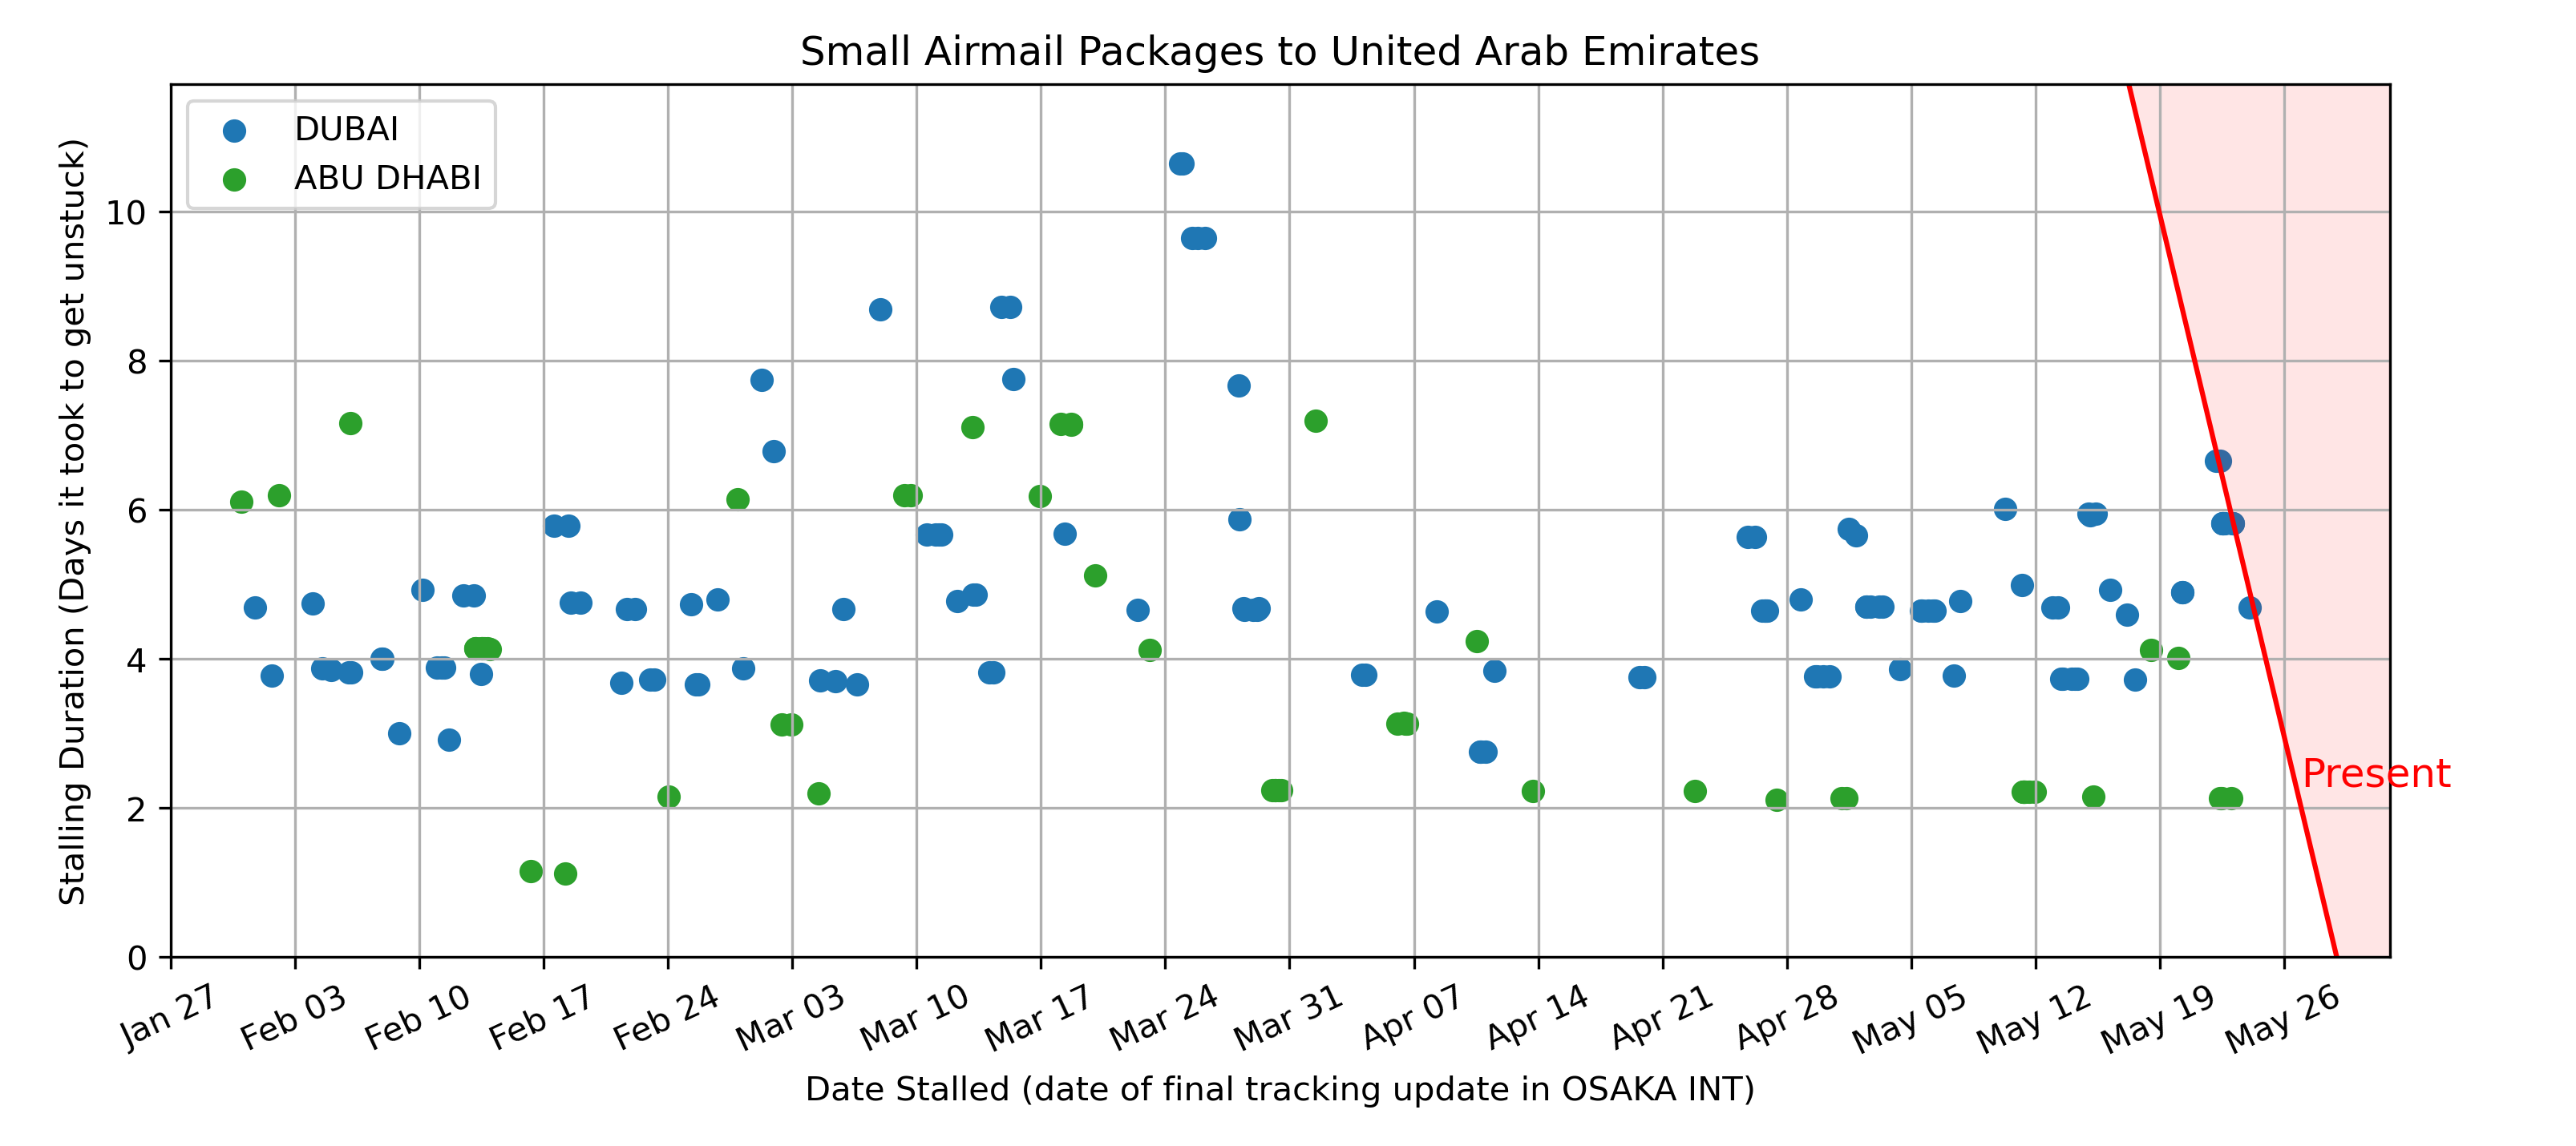 Small Airmail Packages to United Arab Emirates
DUBAI
ABU DHABI
Stalling Duration (Days it took to get unstuck)
10
8
6
4
2
0
Present
Jan 27
Feb 03
Feb 10
Feb 17
Feb 24
Mar 03
Mar 10
Mar 17
Mar 24
Mar 31
Apr 07
Apr 14
Apr 21
Apr 28
May 05
May 12
May 19
May 26
Date Stalled (date of final tracking update in OSAKA INT)